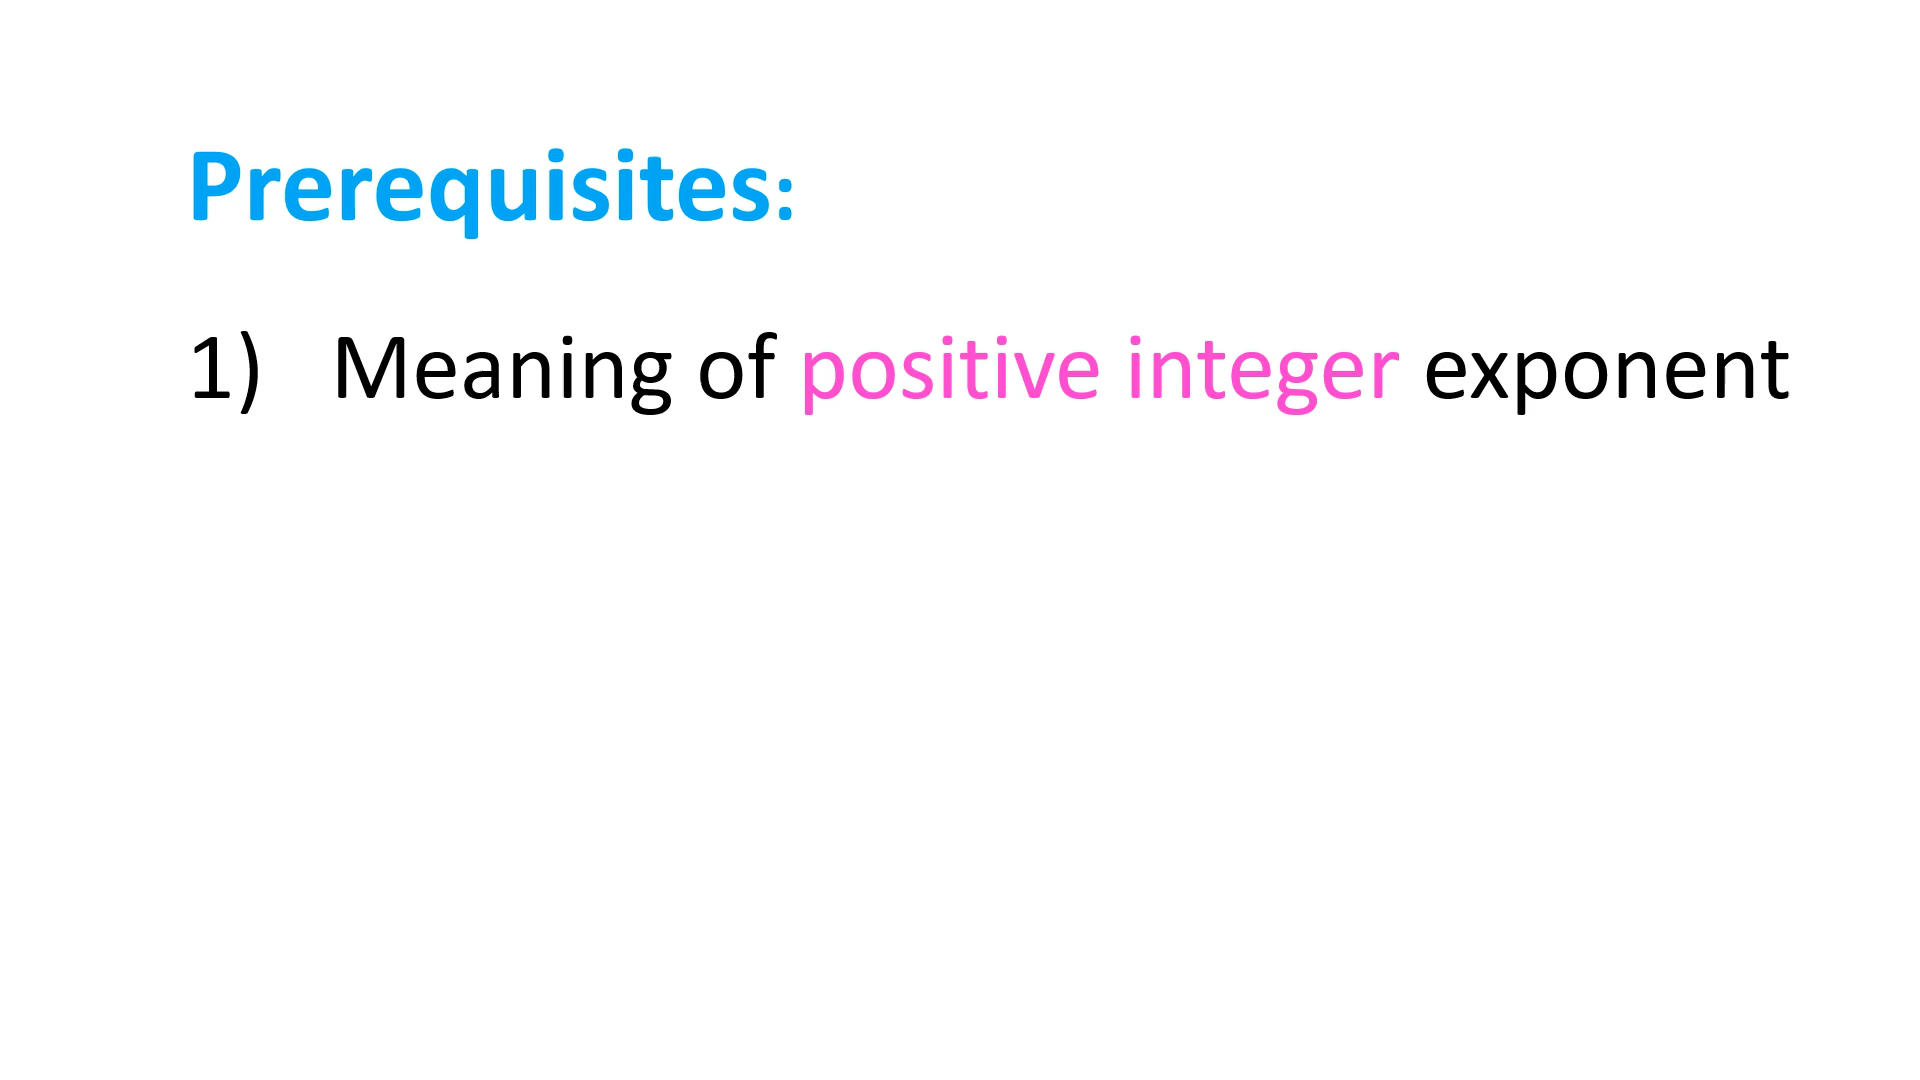 Prerequisites:
1) Meaning of positive integer exponent